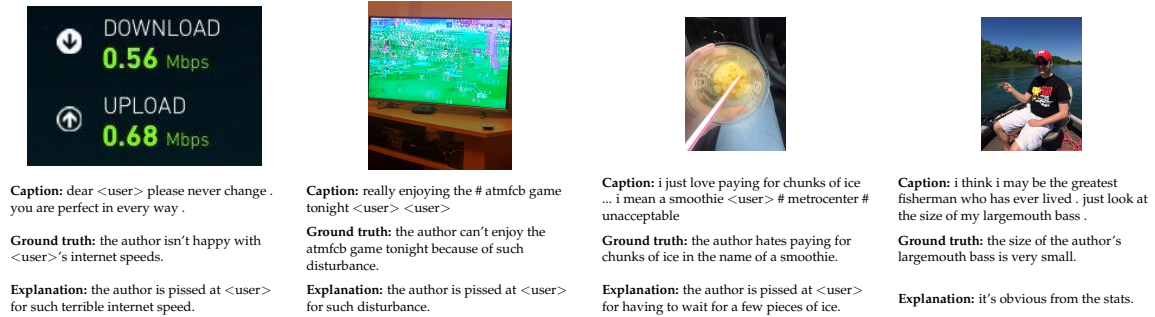 DOWNLOAD
0.56 Mbps
UPLOAD
0.68 Mbps
Caption: dear <user> please never change .
you are perfect in every way .
Ground truth: the author isn't happy with
<user>'s internet speeds.
Explanation: the author is pissed at <user>
for such terrible internet speed.
Caption: really enjoying the # atmfcb game
tonight <user> <user>
Ground truth: the author can't enjoy the
atmfcb game tonight because of such
disturbance.
Explanation: the author is pissed at <user>
for such disturbance.
Caption: i just love paying for chunks of ice
... i mean a smoothie <user> # metrocenter #
unacceptable
Ground truth: the author hates paying for
chunks of ice in the name of a smoothie.
Explanation: the author is pissed at <user>
for having to wait for a few pieces of ice.
Caption: i think i may be the greatest
fisherman who has ever lived . just look at
the size of my largemouth bass .
Ground truth: the size of the author's
largemouth bass is very small.
Explanation: it's obvious from the stats.